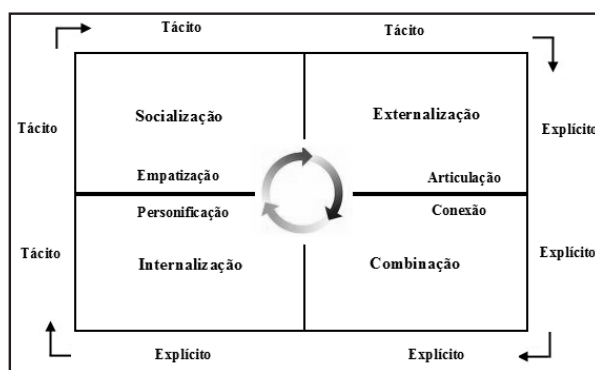 Tácito
Tácito
Socialização
Externalização
Tácito
Explícito
Empatização
Articulação
Personificação
Conexão
Tácito
Internalização
Combinação
Explícito
Explícito
Explícito